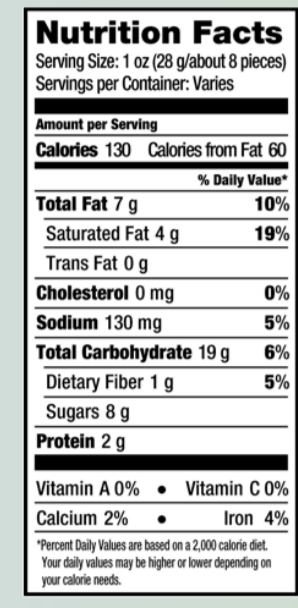 Nutrition Facts
Serving Size: 1 oz (28 g/about 8 pieces)
Servings per Container: Varies
Amount per Serving
Calories 130 Calories from Fat 60
% Daily Value*
Total Fat 7 g 10%
Saturated Fat 4 g 19%
Trans Fat 0 g
Cholesterol 0 mg 0%
Sodium 130 mg 5%
Total Carbohydrate 19 g 6%
Dietary Fiber 1 g 5%
Sugars 8 g
Protein 2 g
Vitamin A 0% • Vitamin C 0%
Calcium 2% • Iron 4%
*Percent Daily Values are based on a 2,000 calorie diet.
Your daily values may be higher or lower depending on
your calorie needs.